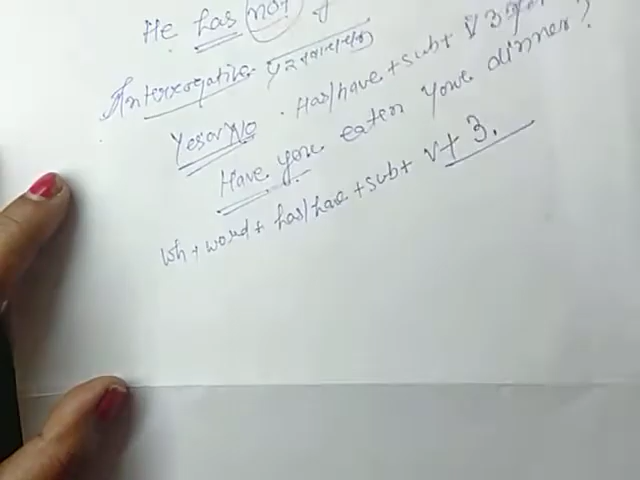 He has not
Interrogative
Yes or No . Has/have + sub + V3
Have you eaten your dinner?
Wh + word + has/have + sub + V + 3.